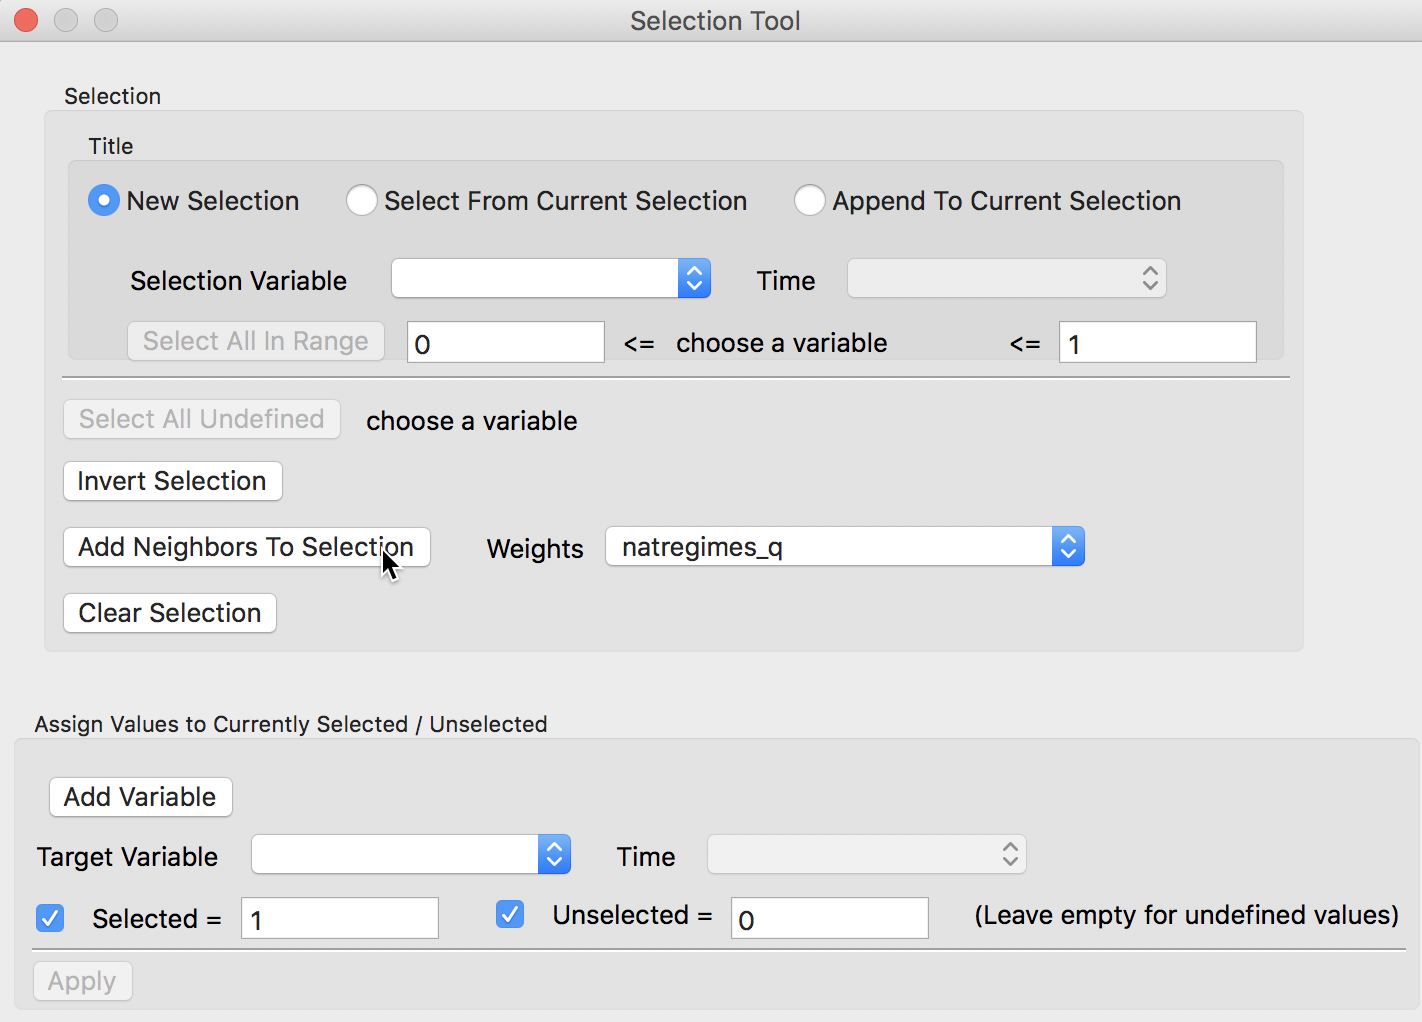 Selection Tool
Selection
Title
New Selection Select From Current Selection Append To Current Selection
Selection Variable Time
Select All In Range 0 <= choose a variable <= 1
Select All Undefined choose a variable
Invert Selection
Add Neighbors To Selection Weights natregimes_q
Clear Selection
Assign Values to Currently Selected / Unselected
Add Variable
Target Variable Time
Selected = 1 Unselected = 0 (Leave empty for undefined values)
Apply